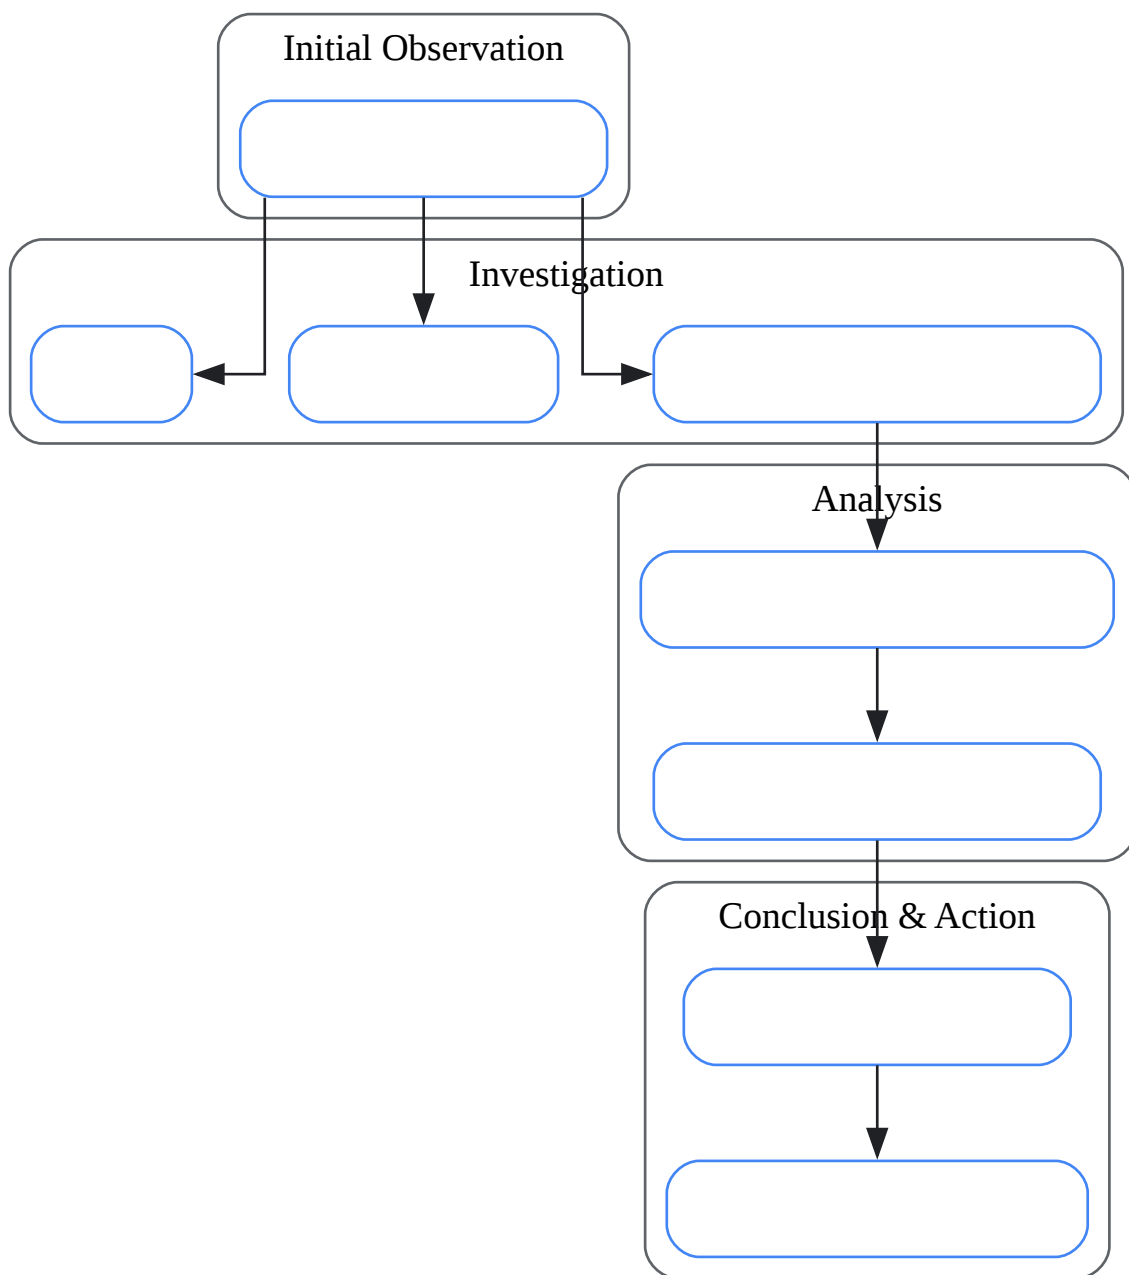 Initial Observation
Investigation
Analysis
Conclusion & Action